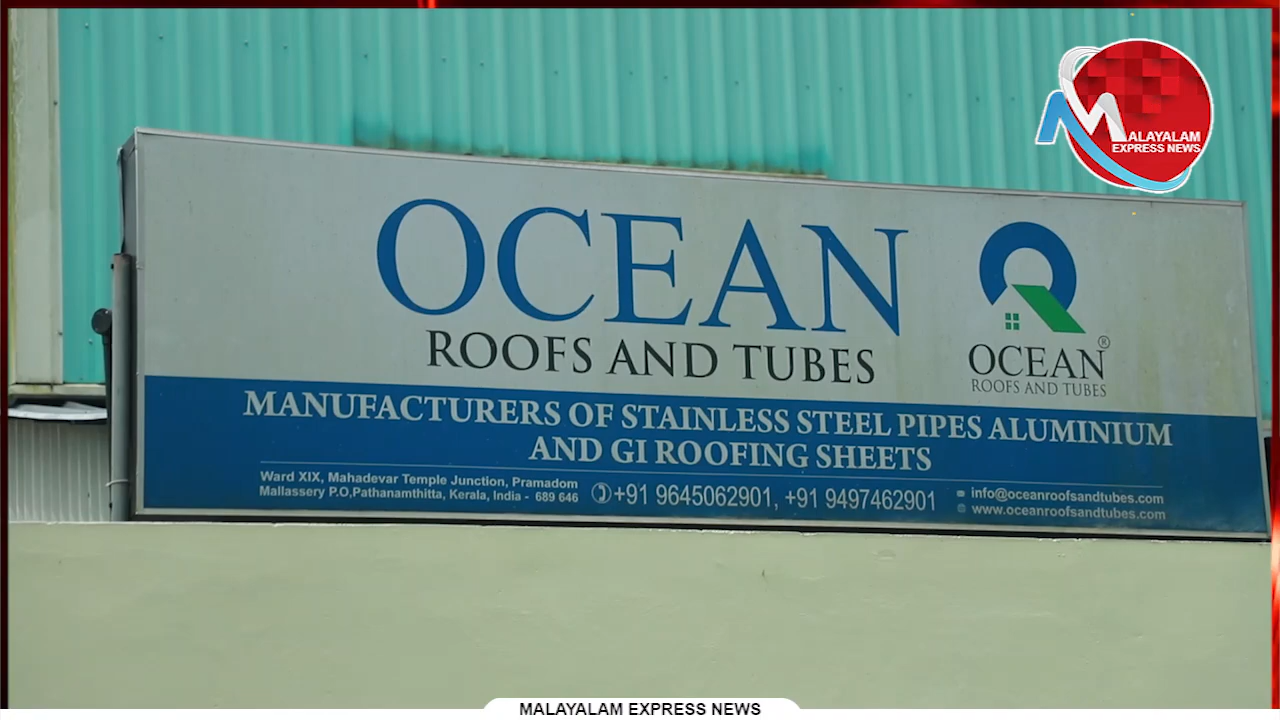 MALAYALAM
EXPRESS NEWS
OCEAN
ROOFS AND TUBES
OCEAN®
ROOFS AND TUBES
MANUFACTURERS OF STAINLESS STEEL PIPES ALUMINIUM
AND GI ROOFING SHEETS
Ward XIX, Mahadevar Temple Junction, Pramadom
Mallassery P.O,Pathanamthitta, Kerala, India - 689 646
+91 9645062901, +91 9497462901
info@oceanroofsandtubes.com
www.oceanroofsandtubes.com
MALAYALAM EXPRESS NEWS